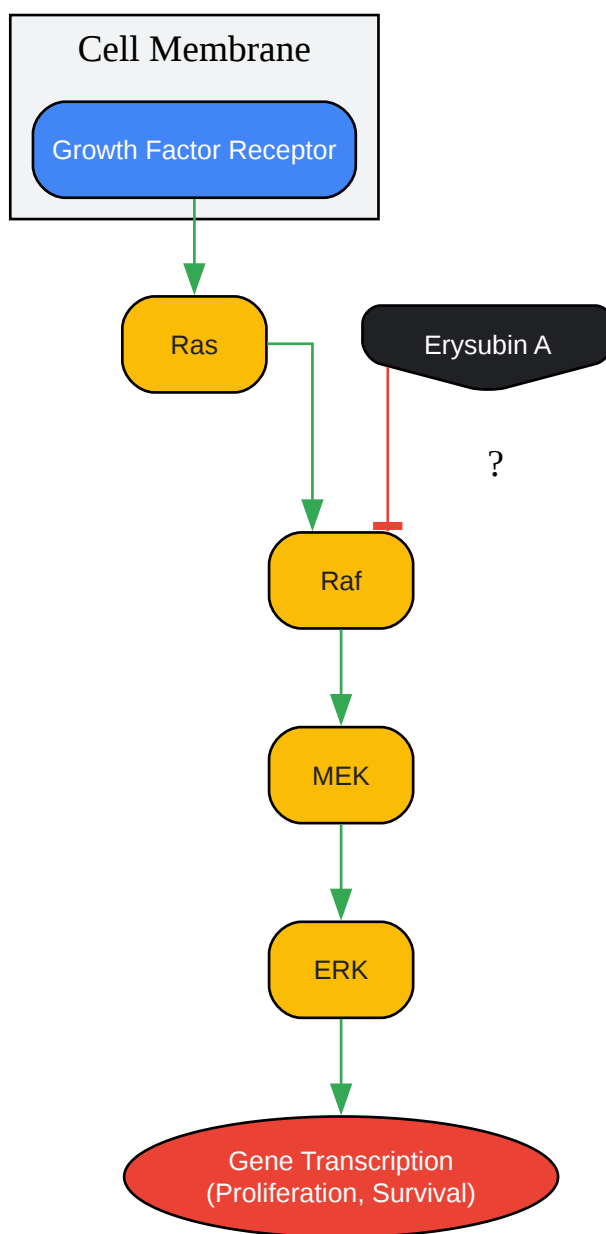 Cell Membrane
Growth Factor Receptor
Ras
Erysubin A
?
Raf
MEK
ERK
Gene Transcription
(Proliferation, Survival)